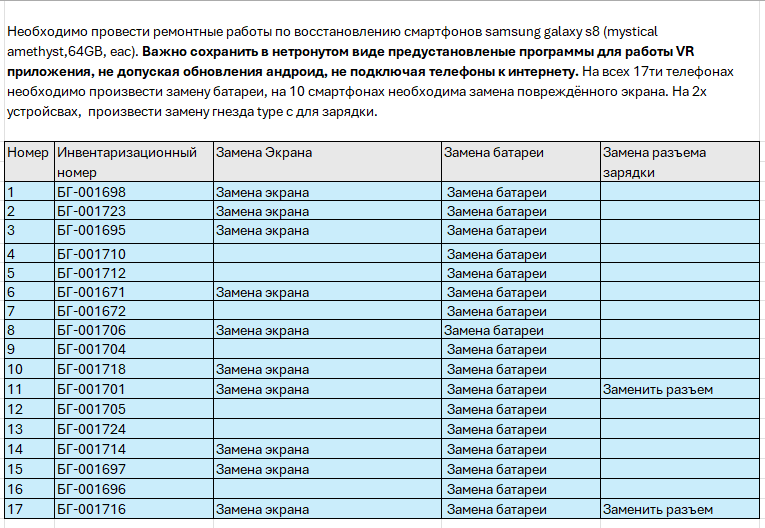 Необходимо провести ремонтные работы по восстановлению смартфонов samsung galaxy s8 (mystical
amethyst,64GB, eac). Важно сохранить в нетронутом виде предустановленые программы для работы VR
приложения, не допуская обновления андроид, не подключая телефоны к интернету. На всех 17ти телефонах
необходимо произвести замену батареи, на 10 смартфонах необходима замена повреждённого экрана. На 2х
устройсвах, произвести замену гнезда type c для зарядки.
Номер Инвентаризационный номер Замена Экрана Замена батареи Замена разъема зарядки
1 БГ-001698 Замена экрана Замена батареи
2 БГ-001723 Замена экрана Замена батареи
3 БГ-001695 Замена экрана Замена батареи
4 БГ-001710 Замена батареи
5 БГ-001712 Замена батареи
6 БГ-001671 Замена экрана Замена батареи
7 БГ-001672 Замена батареи
8 БГ-001706 Замена экрана Замена батареи
9 БГ-001704 Замена батареи
10 БГ-001718 Замена экрана Замена батареи
11 БГ-001701 Замена экрана Замена батареи Заменить разъем
12 БГ-001705 Замена батареи
13 БГ-001724 Замена батареи
14 БГ-001714 Замена экрана Замена батареи
15 БГ-001697 Замена экрана Замена батареи
16 БГ-001696 Замена батареи
17 БГ-001716 Замена экрана Замена батареи Заменить разъем